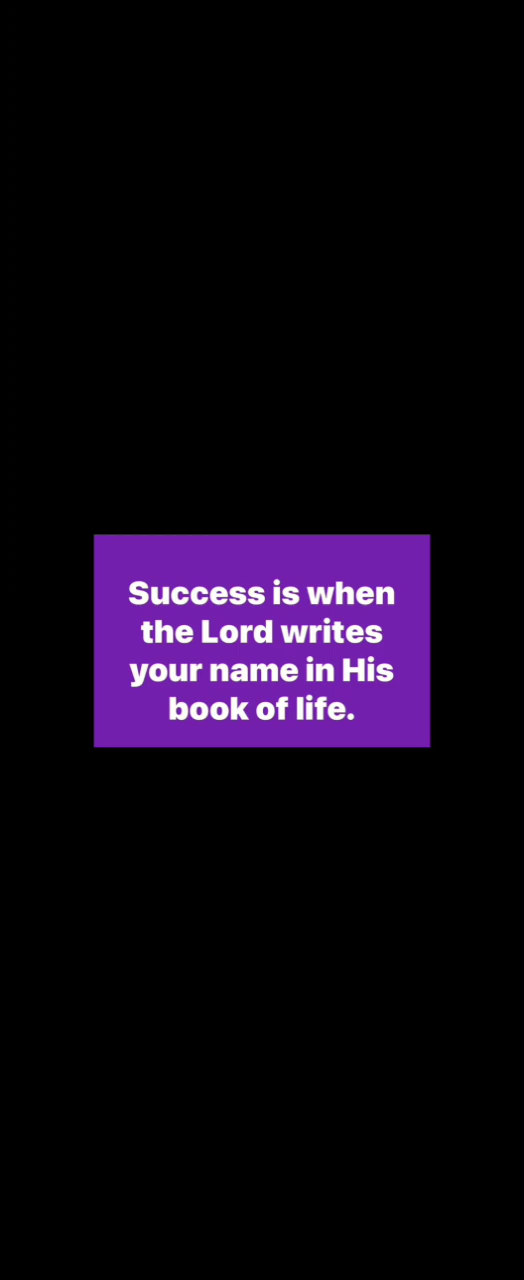 Success is when
the Lord writes
your name in His
book of life.